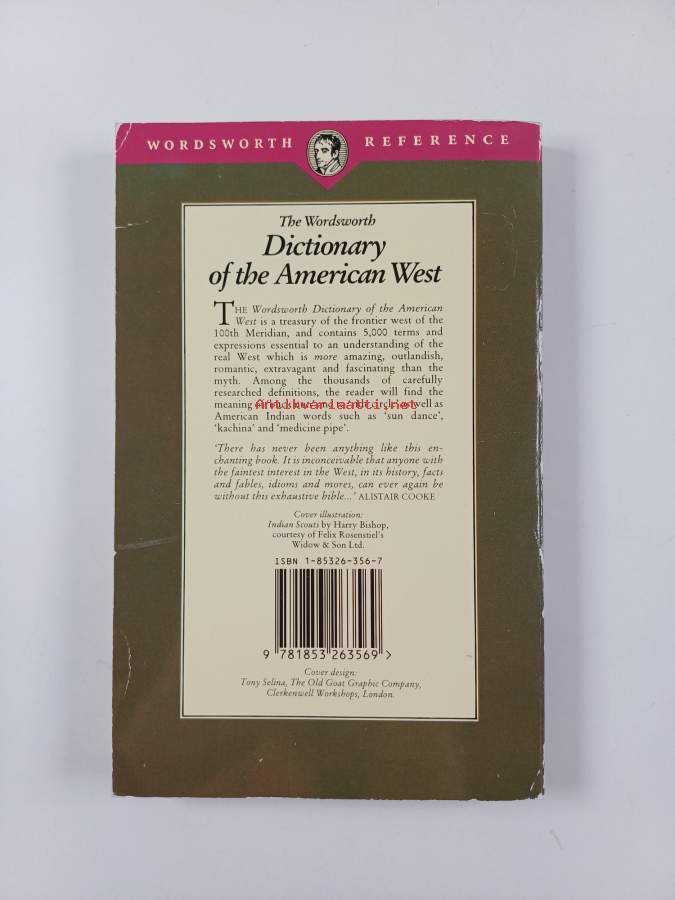 WORDSWORTH REFERENCE
The Wordsworth
Dictionary
of the American West
THE Wordsworth Dictionary of the American
West is a treasury of the frontier west of the
100th Meridian, and contains 5,000 terms and
expressions essential to an understanding of the
real West which is more amazing, outlandish,
romantic, extravagant and fascinating than the
myth. Among the thousands of carefully
researched definitions, the reader will find the
meaning as well as
Antikvariaatti.net
American Indian words such as 'sun dance',
'kachina' and 'medicine pipe'.
'There has never been anything like this en-
chanting book. It is inconceivable that anyone with
the faintest interest in the West, in its history, facts
and fables, idioms and mores, can ever again be
without this exhaustive bible...' ALISTAIR COOKE
Cover illustration:
Indian Scouts by Harry Bishop,
courtesy of Felix Rosenstiel's
Widow & Son Ltd.
ISBN 1-85326-356-7
9 781853 263569 >
Cover design:
Tony Selina, The Old Goat Graphic Company,
Clerkenwell Workshops, London.